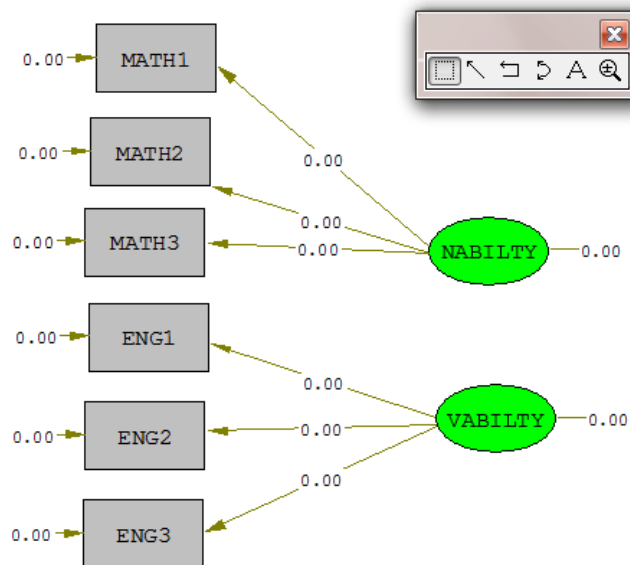 0.00 MATH1
0.00 MATH2
0.00
0.00
0.00 MATH3
0.00
NABILTY 0.00
0.00 ENG1
0.00
0.00 ENG2
0.00
VABILTY 0.00
0.00
0.00 ENG3
A